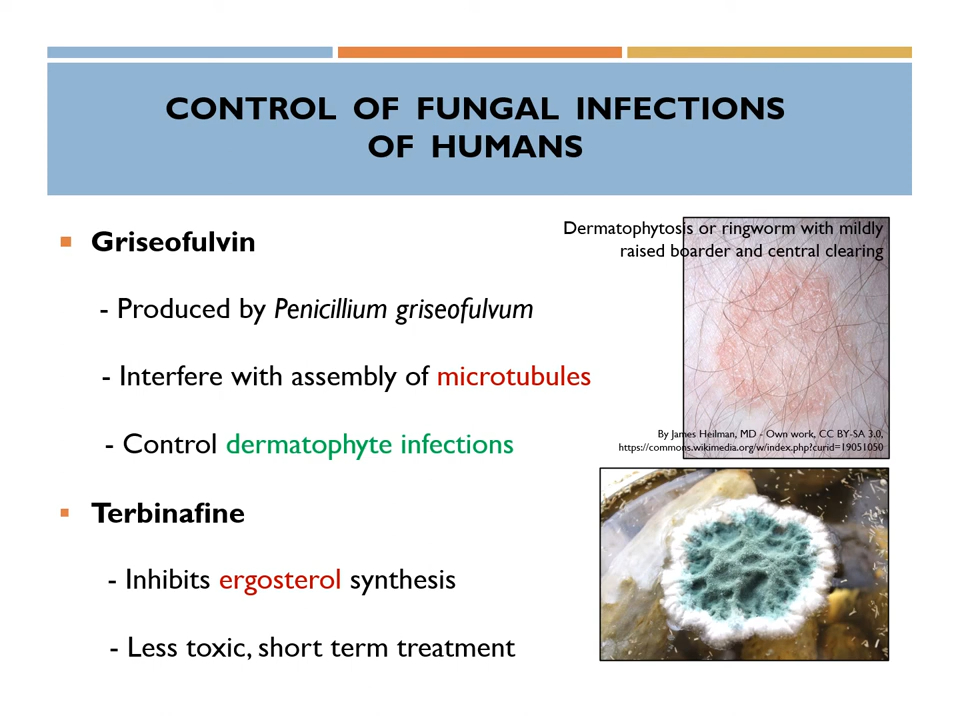 CONTROL OF FUNGAL INFECTIONS
OF HUMANS
▪ Griseofulvin
- Produced by Penicillium griseofulvum
- Interfere with assembly of microtubules
- Control dermatophyte infections
▪ Terbinafine
- Inhibits ergosterol synthesis
- Less toxic, short term treatment
Dermatophytosis or ringworm with mildly
raised boarder and central clearing
By James Heilman, MD - Own work, CC BY-SA 3.0,
https://commons.wikimedia.org/w/index.php?curid=19051050